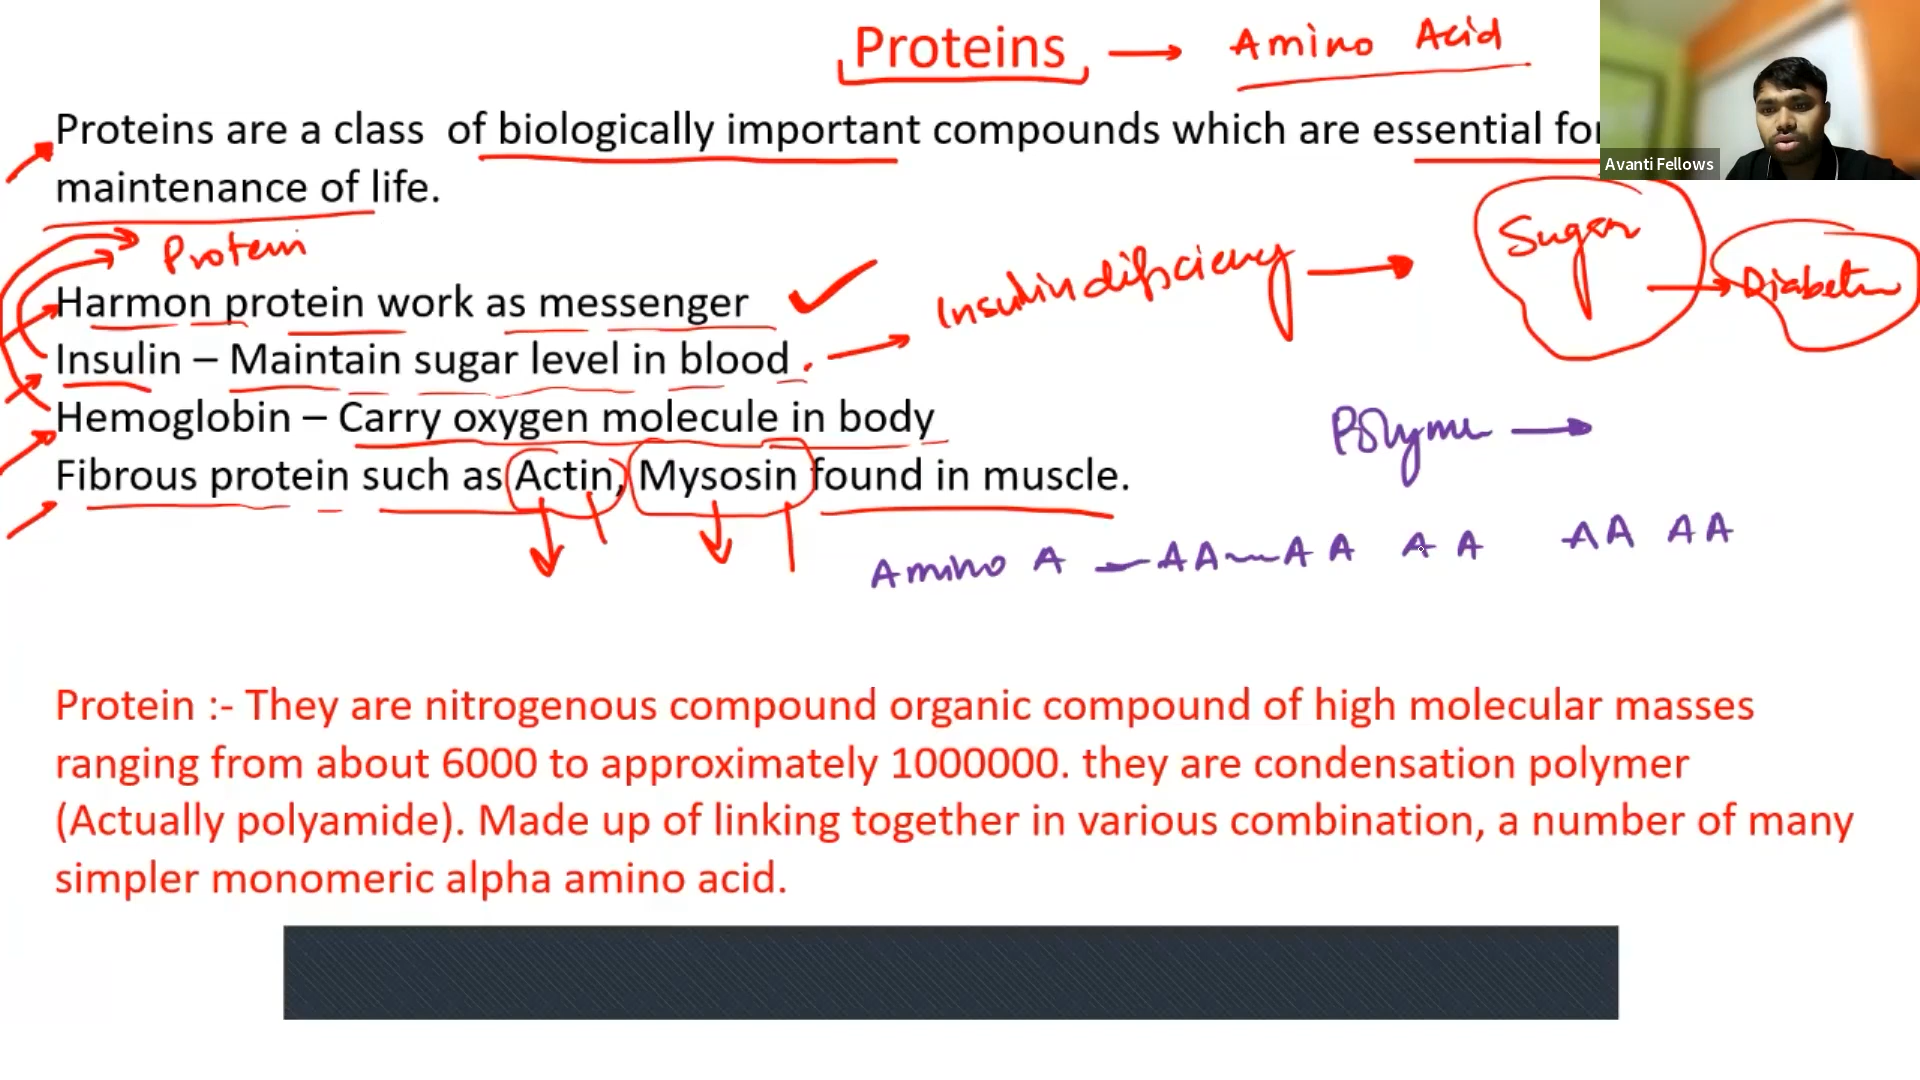 Proteins → Amino Acid
Proteins are a class of biologically important compounds which are essential for
Avanti Fellows
maintenance of life.
Protein
Sugar
Diabetes
Insulin dificiency
Harmon protein work as messenger
Insulin – Maintain sugar level in blood.
Hemoglobin – Carry oxygen molecule in body
Polymer
Fibrous protein such as Actin, Mysosin found in muscle.
Amino A AA AA AA AA AA
Protein :- They are nitrogenous compound organic compound of high molecular masses
ranging from about 6000 to approximately 1000000. they are condensation polymer
(Actually polyamide). Made up of linking together in various combination, a number of many
simpler monomeric alpha amino acid.